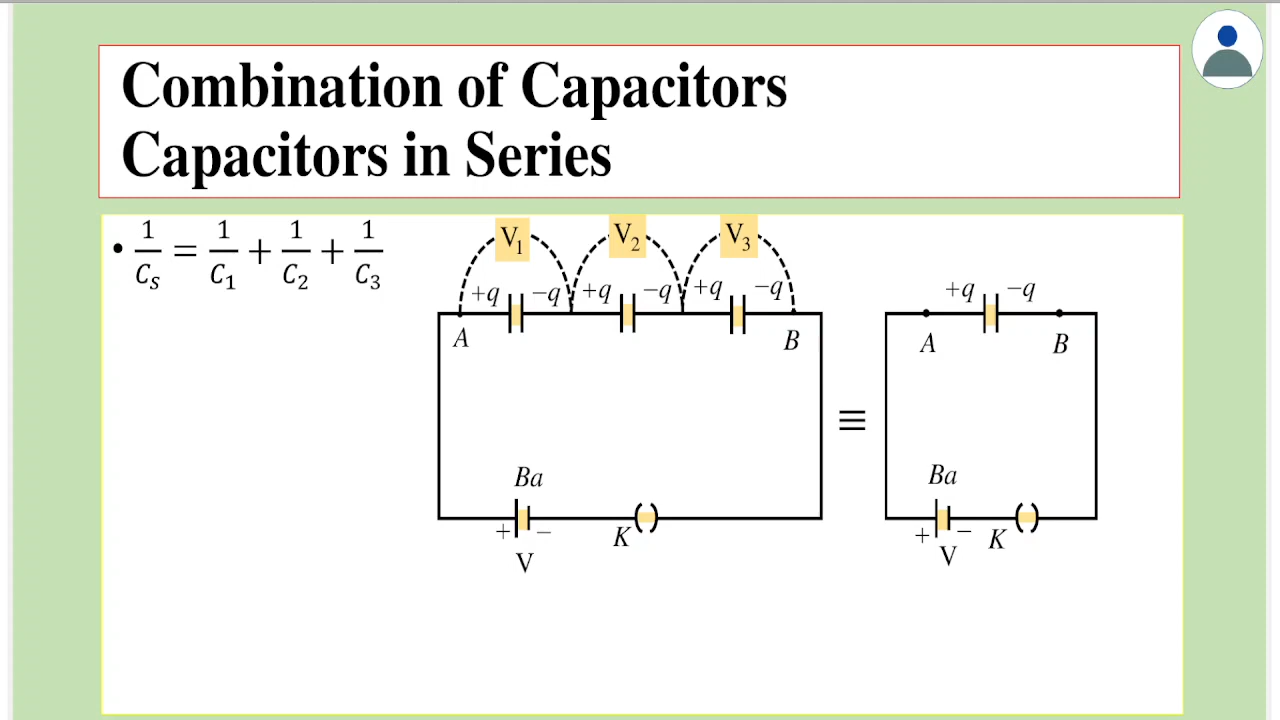 Combination of Capacitors
Capacitors in Series
• 1/Cₛ = 1/C₁ + 1/C₂ + 1/C₃
V₁ V₂ V₃
+q −q +q −q +q −q
A B
Ba
+ −
K
V
≡
+q −q
A B
Ba
+ −
K
V